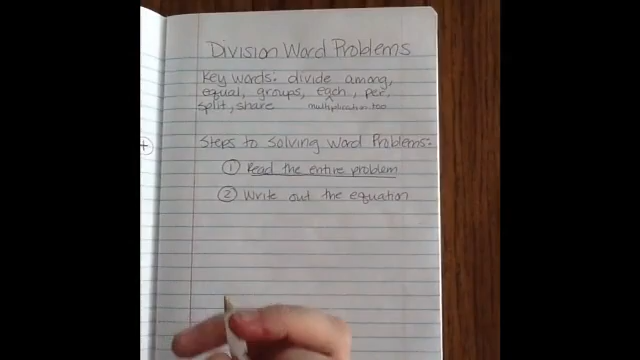 Division Word Problems
Key words: divide among,
equal, groups, each, per,
split, share multiplication too
Steps to Solving Word Problems:
① Read the entire problem
② Write out the equation
+